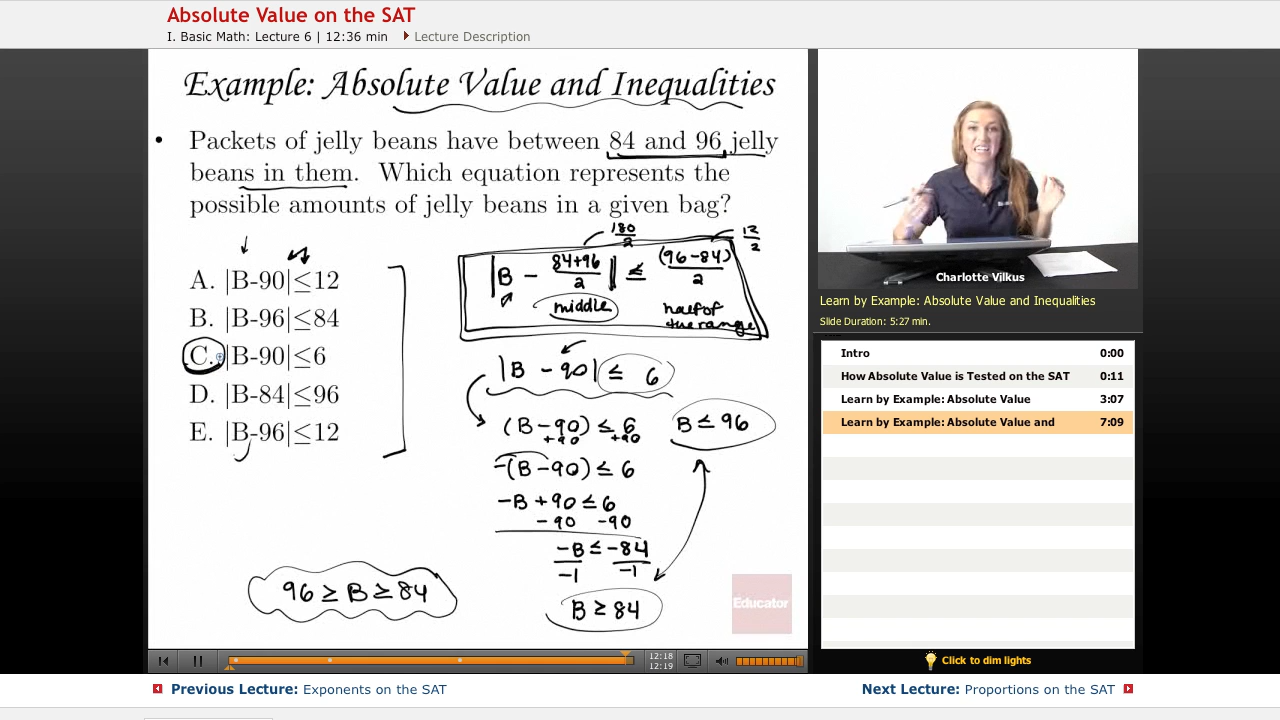 Absolute Value on the SAT
I. Basic Math: Lecture 6 | 12:36 min Lecture Description
Example: Absolute Value and Inequalities
• Packets of jelly beans have between 84 and 96 jelly
beans in them. Which equation represents the
possible amounts of jelly beans in a given bag?
A. |B-90|≤12
B. |B-96|≤84
C. |B-90|≤6
D. |B-84|≤96
E. |B-96|≤12
180/2 12/2
|B - (84+96)/2| ≤ (96-84)/2
middle half of
the range
|B - 90| ≤ 6
(B-90) ≤ 6
+90 +90
B ≤ 96
-(B-90) ≤ 6
-B + 90 ≤ 6
-90 -90
-B ≤ -84
-1 -1
B ≥ 84
96 ≥ B ≥ 84
Educator
12:18
12:19
Charlotte Vilkus
Learn by Example: Absolute Value and Inequalities
Slide Duration: 5:27 min.
Intro 0:00
How Absolute Value is Tested on the SAT 0:11
Learn by Example: Absolute Value 3:07
Learn by Example: Absolute Value and 7:09
Click to dim lights
Previous Lecture: Exponents on the SAT
Next Lecture: Proportions on the SAT